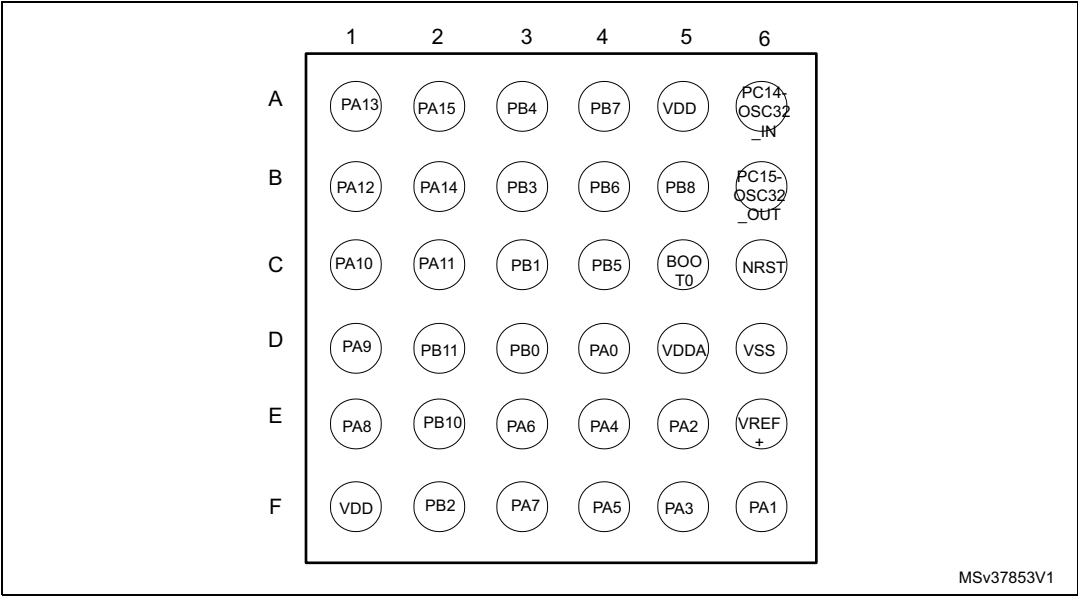 1 2 3 4 5 6
A PA13 PA15 PB4 PB7 VDD PC14-
OSC32
_IN
B PA12 PA14 PB3 PB6 PB8 PC15-
OSC32
_OUT
C PA10 PA11 PB1 PB5 BOO
T0 NRST
D PA9 PB11 PB0 PA0 VDDA VSS
E PA8 PB10 PA6 PA4 PA2 VREF
+
F VDD PB2 PA7 PA5 PA3 PA1
MSv37853V1